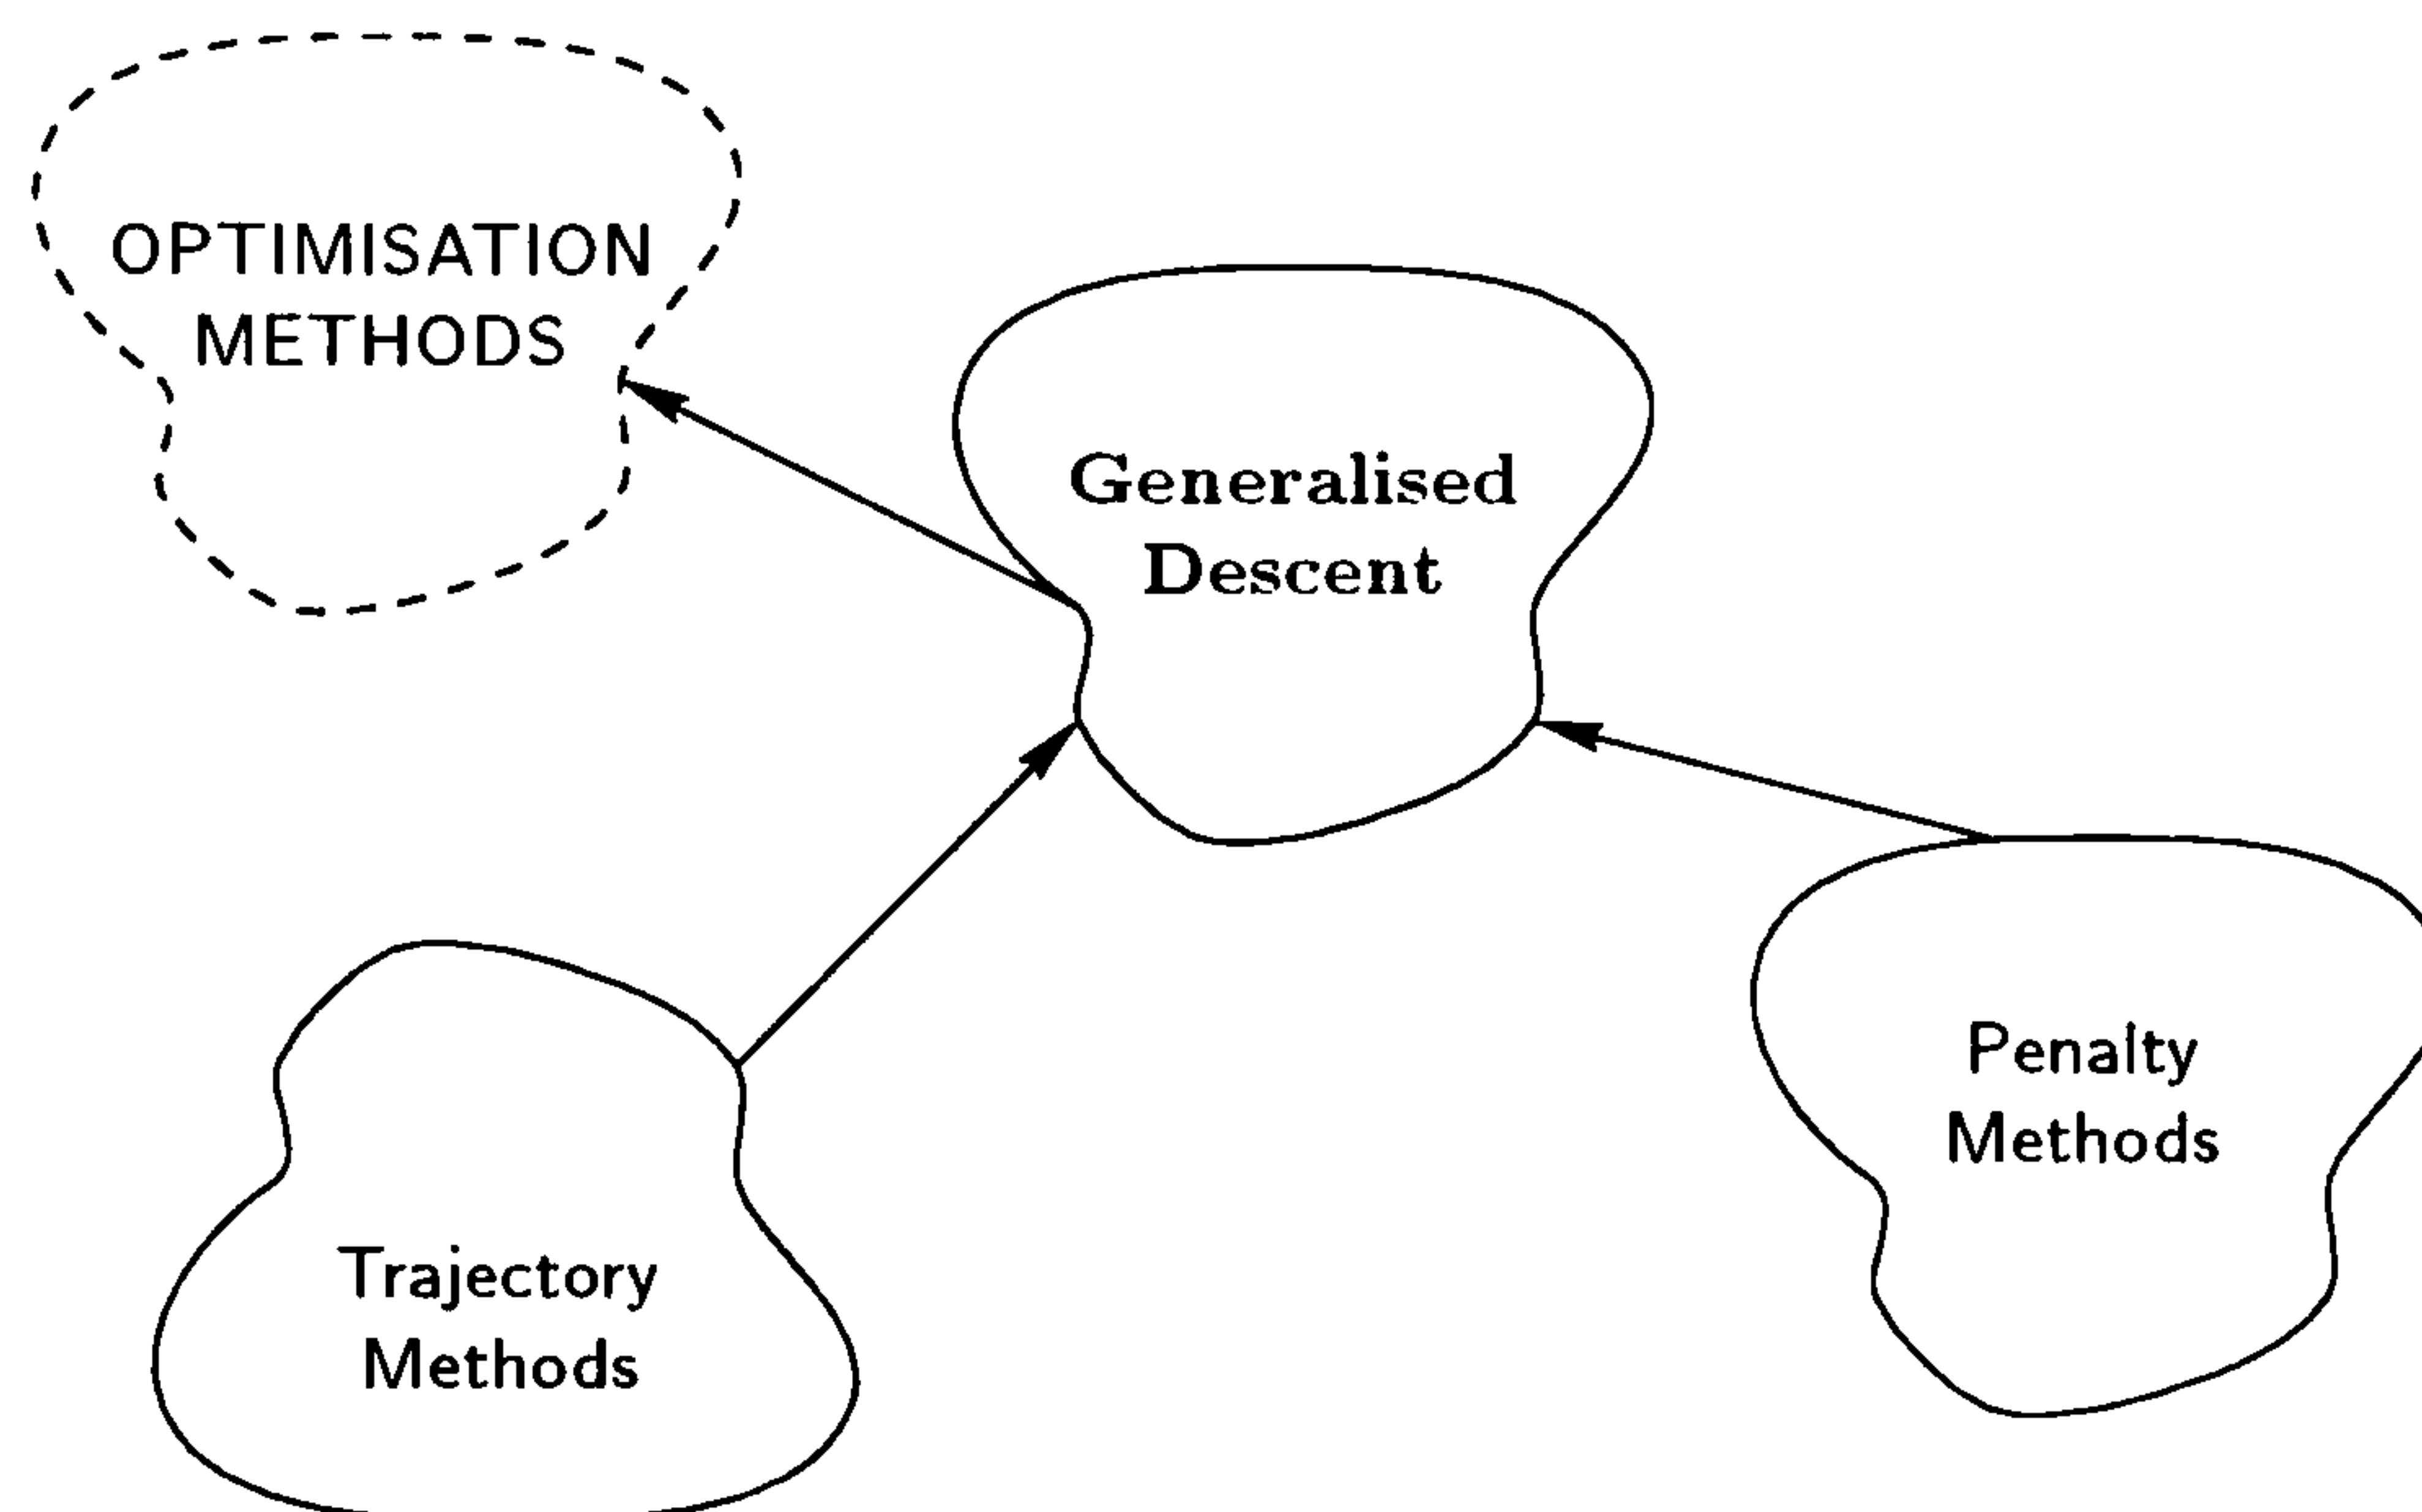 OPTIMISATION
METHODS
Generalised
Descent
Penalty
Methods
Trajectory
Methods